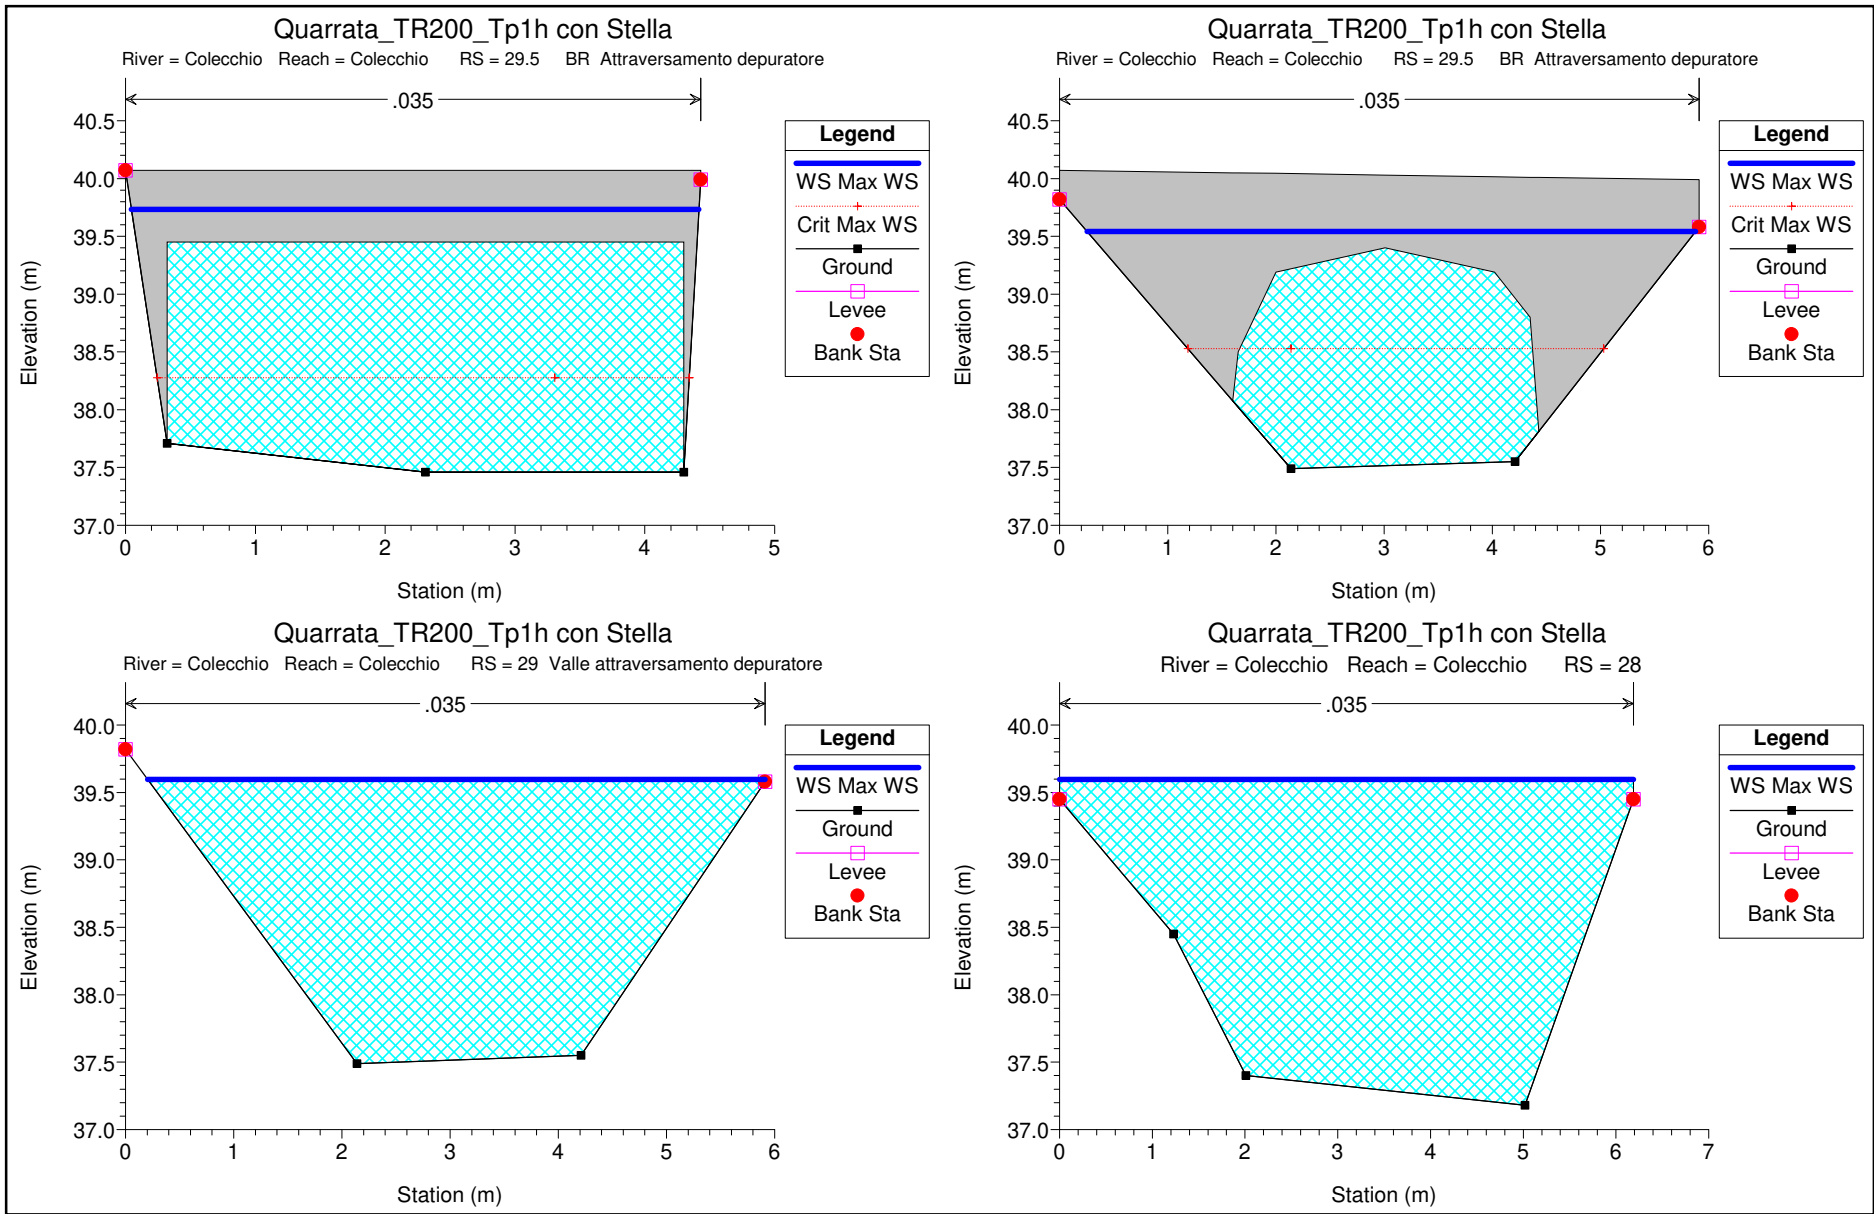 Quarrata_TR200_Tp1h con Stella
River = Colecchio Reach = Colecchio RS = 29.5 BR Attraversamento depuratore
.035
40.5
40.0
39.5
39.0
38.5
38.0
37.5
37.0
0 1 2 3 4 5
Station (m)
Elevation (m)
Legend
WS Max WS
Crit Max WS
Ground
Levee
Bank Sta
Quarrata_TR200_Tp1h con Stella
River = Colecchio Reach = Colecchio RS = 29.5 BR Attraversamento depuratore
.035
40.5
40.0
39.5
39.0
38.5
38.0
37.5
37.0
0 1 2 3 4 5 6
Station (m)
Elevation (m)
Legend
WS Max WS
Crit Max WS
Ground
Levee
Bank Sta
Quarrata_TR200_Tp1h con Stella
River = Colecchio Reach = Colecchio RS = 29 Valle attraversamento depuratore
.035
40.0
39.5
39.0
38.5
38.0
37.5
37.0
0 1 2 3 4 5 6
Station (m)
Elevation (m)
Legend
WS Max WS
Ground
Levee
Bank Sta
Quarrata_TR200_Tp1h con Stella
River = Colecchio Reach = Colecchio RS = 28
.035
40.0
39.5
39.0
38.5
38.0
37.5
37.0
0 1 2 3 4 5 6 7
Station (m)
Elevation (m)
Legend
WS Max WS
Ground
Levee
Bank Sta